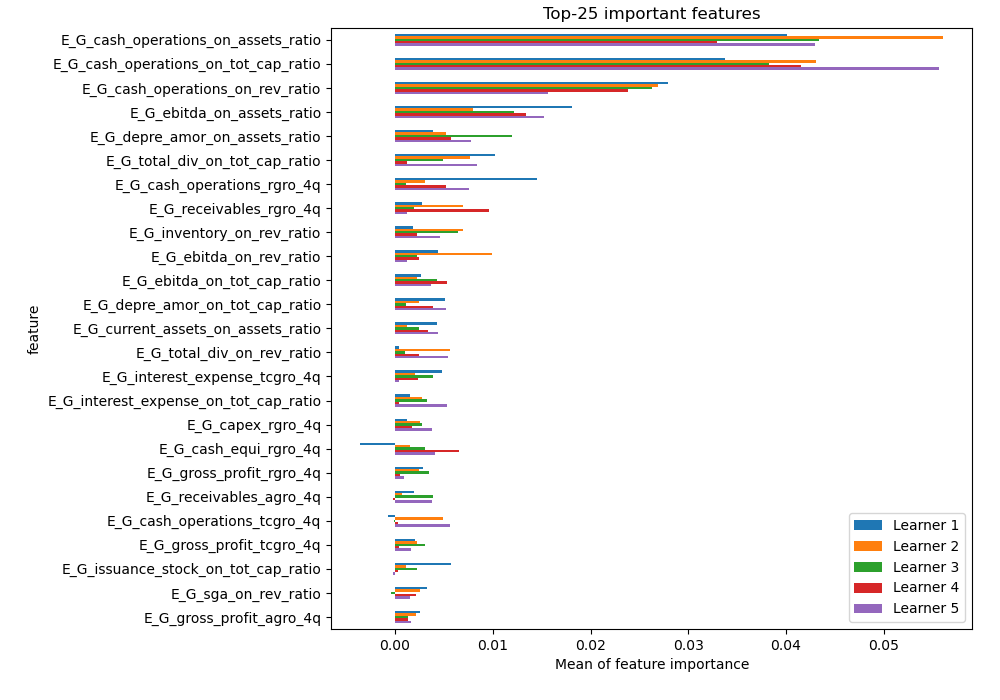 Top-25 important features
E_G_cash_operations_on_assets_ratio
E_G_cash_operations_on_tot_cap_ratio
E_G_cash_operations_on_rev_ratio
E_G_ebitda_on_assets_ratio
E_G_depre_amor_on_assets_ratio
E_G_total_div_on_tot_cap_ratio
E_G_cash_operations_rgro_4q
E_G_receivables_rgro_4q
E_G_inventory_on_rev_ratio
E_G_ebitda_on_rev_ratio
E_G_ebitda_on_tot_cap_ratio
E_G_depre_amor_on_tot_cap_ratio
E_G_current_assets_on_assets_ratio
E_G_total_div_on_rev_ratio
E_G_interest_expense_tcgro_4q
E_G_interest_expense_on_tot_cap_ratio
E_G_capex_rgro_4q
E_G_cash_equi_rgro_4q
E_G_gross_profit_rgro_4q
E_G_receivables_agro_4q
E_G_cash_operations_tcgro_4q
E_G_gross_profit_tcgro_4q
E_G_issuance_stock_on_tot_cap_ratio
E_G_sga_on_rev_ratio
E_G_gross_profit_agro_4q
feature
Learner 1
Learner 2
Learner 3
Learner 4
Learner 5
0.00 0.01 0.02 0.03 0.04 0.05
Mean of feature importance